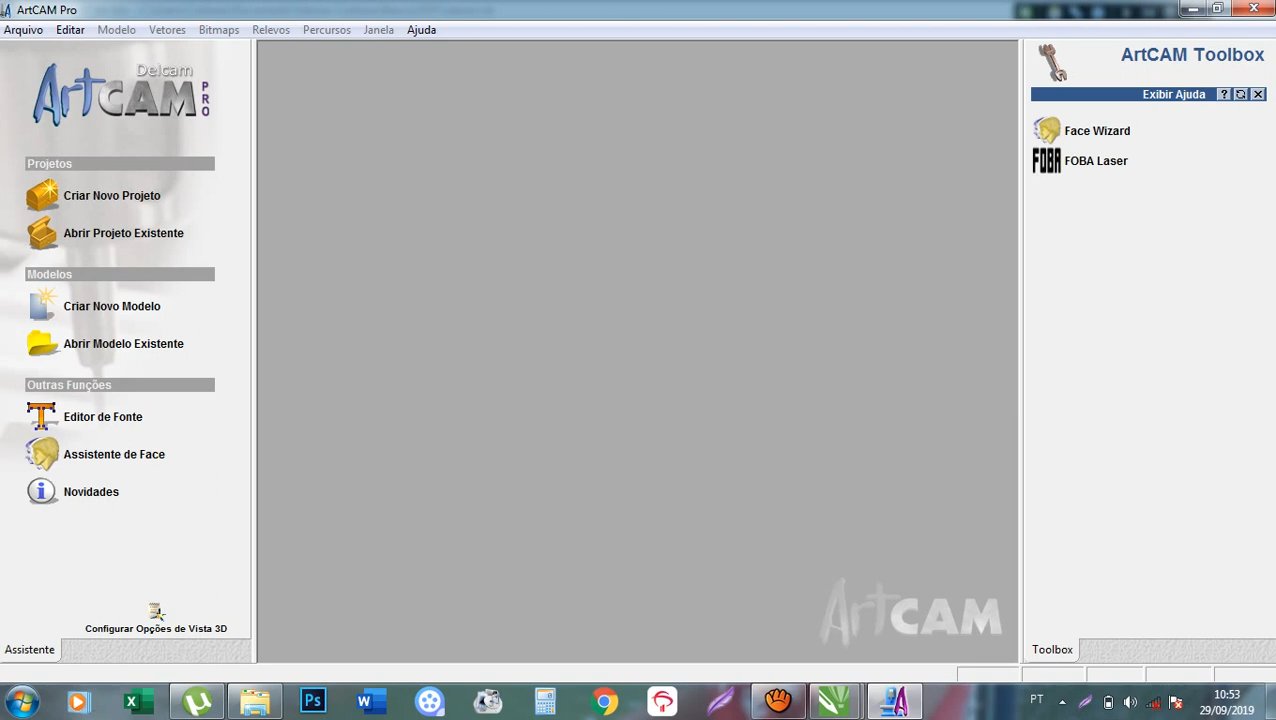 ArtCAM Pro
Arquivo Editar Modelo Vetores Bitmaps Relevos Percursos Janela Ajuda
Delcam
ArtCAM PRO
Projetos
Criar Novo Projeto
Abrir Projeto Existente
Modelos
Criar Novo Modelo
Abrir Modelo Existente
Outras Funções
Editor de Fonte
Assistente de Face
Novidades
Configurar Opções de Vista 3D
Assistente
ArtCAM
ArtCAM Toolbox
Exibir Ajuda
Face Wizard
FOBA FOBA Laser
Toolbox
Ps
PT
10:53
29/09/2019